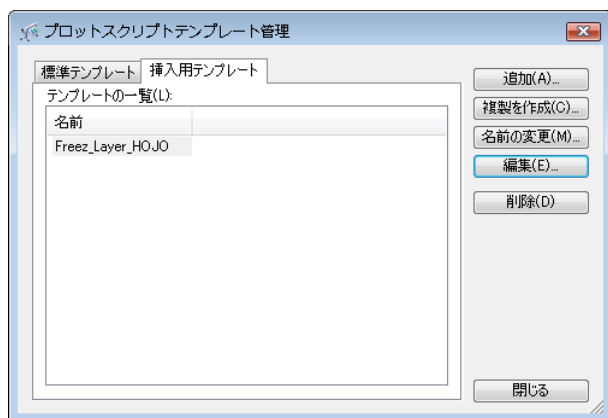 プロットスクリプトテンプレート管理
標準テンプレート 挿入用テンプレート
テンプレートの一覧(L):
名前
Freez_Layer_HOJO
追加(A)...
複製を作成(C)...
名前の変更(M)...
編集(E)...
削除(D)
閉じる